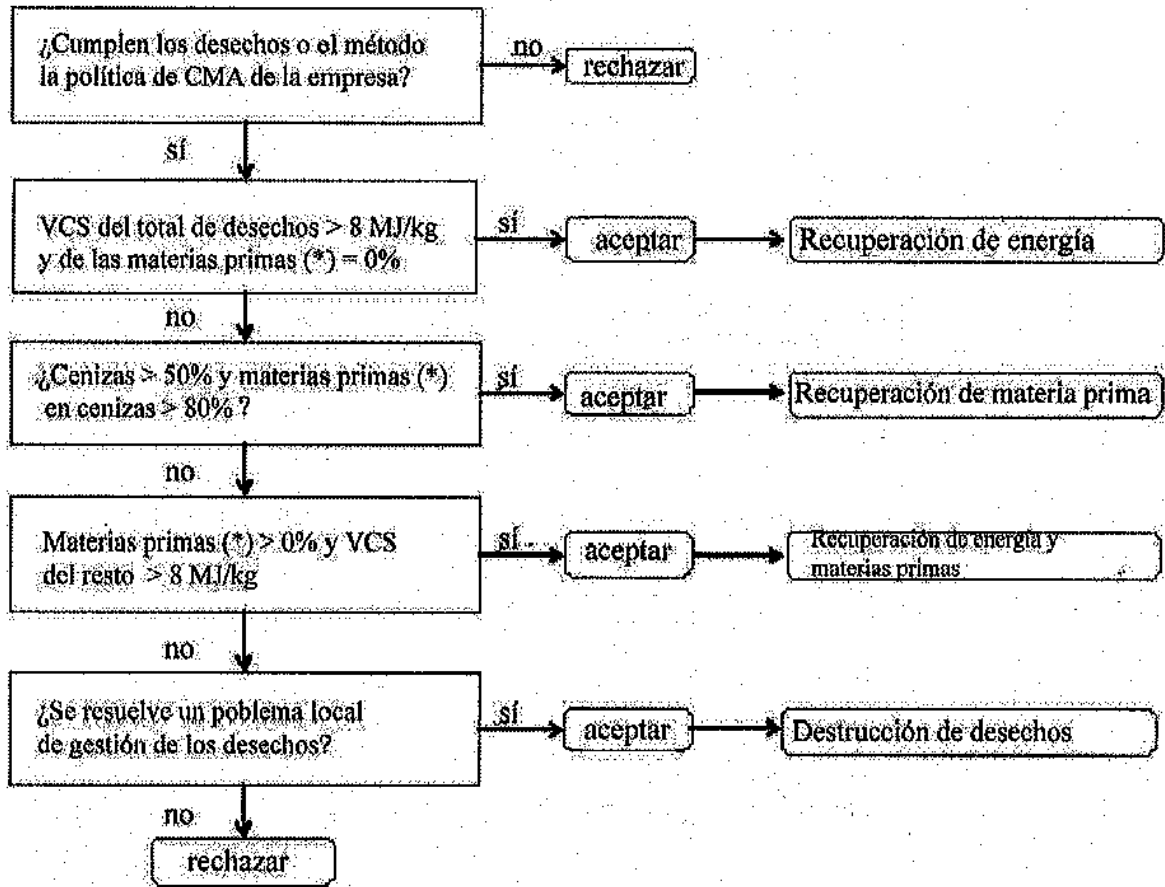 ¿Cumplen los desechos o el método
la política de CMA de la empresa?
no
rechazar
sí
VCS del total de desechos > 8 MJ/kg
y de las materias primas (*) = 0%
sí
aceptar
Recuperación de energía
no
¿Cenizas > 50% y materias primas (*)
en cenizas > 80% ?
sí
aceptar
Recuperación de materia prima
no
Materias primas (*) > 0% y VCS
del resto > 8 MJ/kg
sí
aceptar
Recuperación de energía y
materias primas
no
¿Se resuelve un poblema local
de gestión de los desechos?
sí
aceptar
Destrucción de desechos
no
rechazar